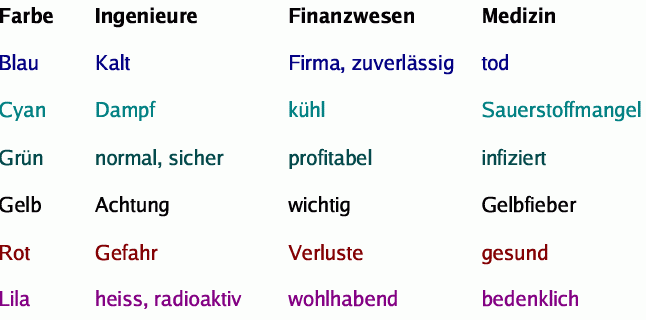 Farbe Ingenieure Finanzwesen Medizin
Blau Kalt Firma, zuverlässig tod
Cyan Dampf kühl Sauerstoffmangel
Grün normal, sicher profitabel infiziert
Gelb Achtung wichtig Gelbfieber
Rot Gefahr Verluste gesund
Lila heiss, radioaktiv wohlhabend bedenklich